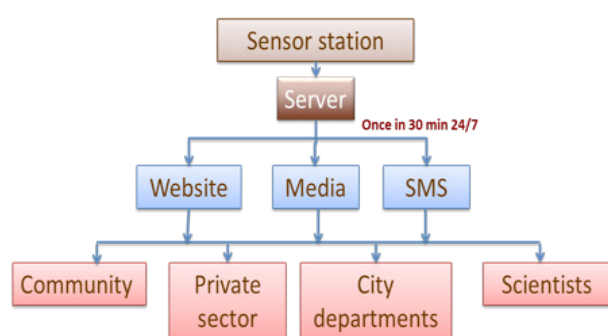 Sensor station
Server
Once in 30 min 24/7
Website
Media
SMS
Community
Private
sector
City
departments
Scientists